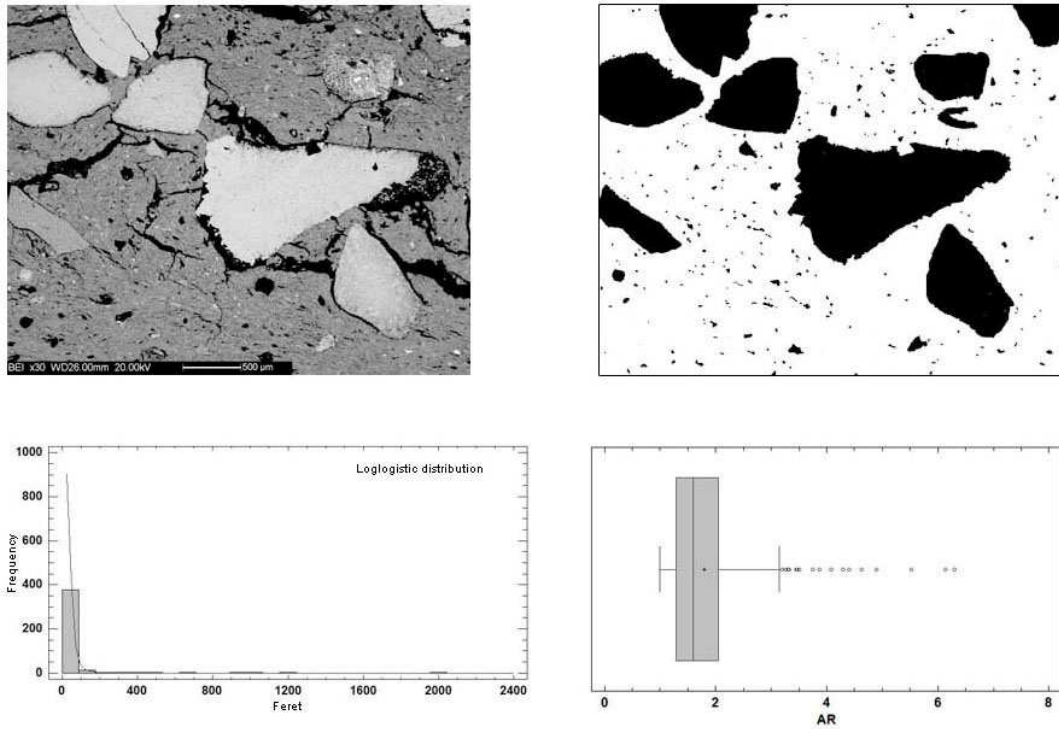 BEI x30 WD26.00mm 20.00kV 500 µm
Loglogistic distribution
Frequency
1000
800
600
400
200
0
0 400 800 1200 1600 2000 2400
Feret
0 2 4 6 8
AR